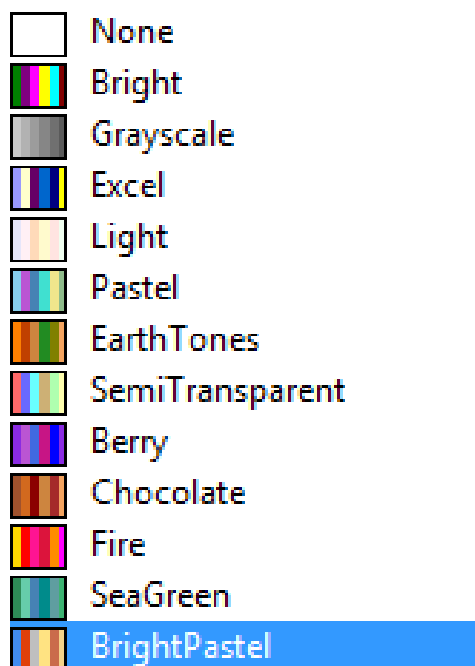 None
Bright
Grayscale
Excel
Light
Pastel
EarthTones
SemiTransparent
Berry
Chocolate
Fire
SeaGreen
BrightPastel